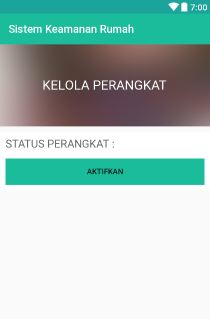 7:00
Sistem Keamanan Rumah
KELOLA PERANGKAT
STATUS PERANGKAT :
AKTIFKAN